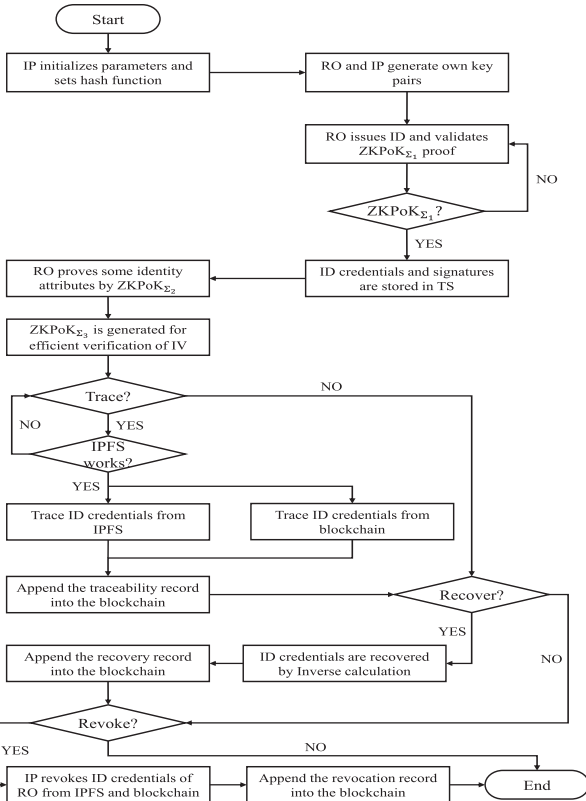 Start
IP initializes parameters and
sets hash function
RO and IP generate own key
pairs
RO issues ID and validates
ZKPoKΣ₁ proof
NO
ZKPoKΣ₁?
YES
RO proves some identity
attributes by ZKPoKΣ₂
ID credentials and signatures
are stored in TS
ZKPoKΣ₃ is generated for
efficient verification of IV
Trace?
NO
NO
YES
IPFS
works?
YES
Trace ID credentials from
IPFS
Trace ID credentials from
blockchain
Append the traceability record
into the blockchain
Recover?
YES
NO
Append the recovery record
into the blockchain
ID credentials are recovered
by Inverse calculation
Revoke?
YES
NO
IP revokes ID credentials of
RO from IPFS and blockchain
Append the revocation record
into the blockchain
End